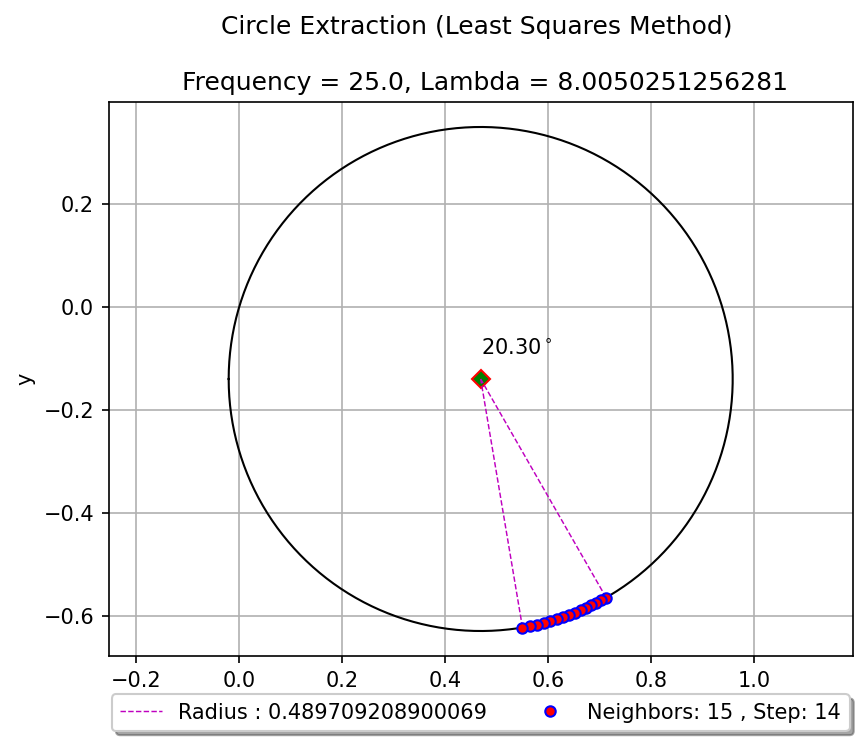 Circle Extraction (Least Squares Method)
Frequency = 25.0, Lambda = 8.0050251256281
0.2
0.0
−0.2
−0.4
−0.6
y
20.30°
−0.2 0.0 0.2 0.4 0.6 0.8 1.0
Radius : 0.489709208900069 Neighbors: 15 , Step: 14